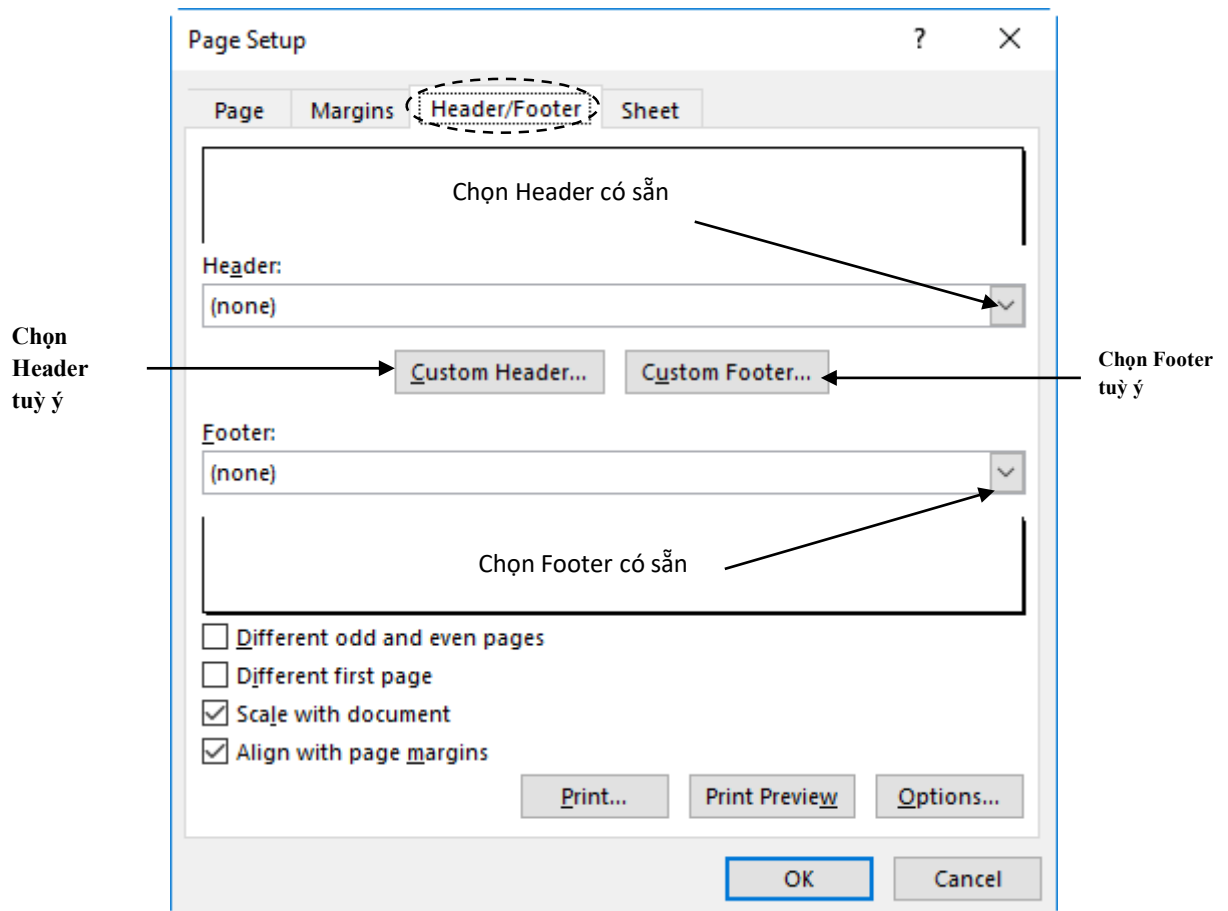 Page Setup
?
Page
Margins
Header/Footer
Sheet
Chọn Header có sẵn
Header:
(none)
Chọn
Header
tuỳ ý
Custom Header...
Custom Footer...
Chọn Footer
tuỳ ý
Footer:
(none)
Chọn Footer có sẵn
Different odd and even pages
Different first page
Scale with document
Align with page margins
Print...
Print Preview
Options...
OK
Cancel